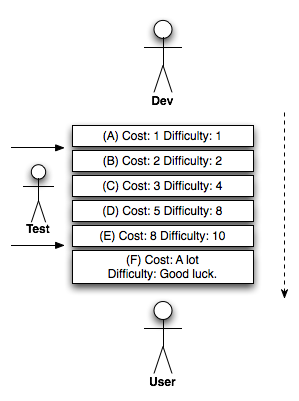 Dev
(A) Cost: 1 Difficulty: 1
(B) Cost: 2 Difficulty: 2
(C) Cost: 3 Difficulty: 4
(D) Cost: 5 Difficulty: 8
Test
(E) Cost: 8 Difficulty: 10
(F) Cost: A lot
Difficulty: Good luck.
User